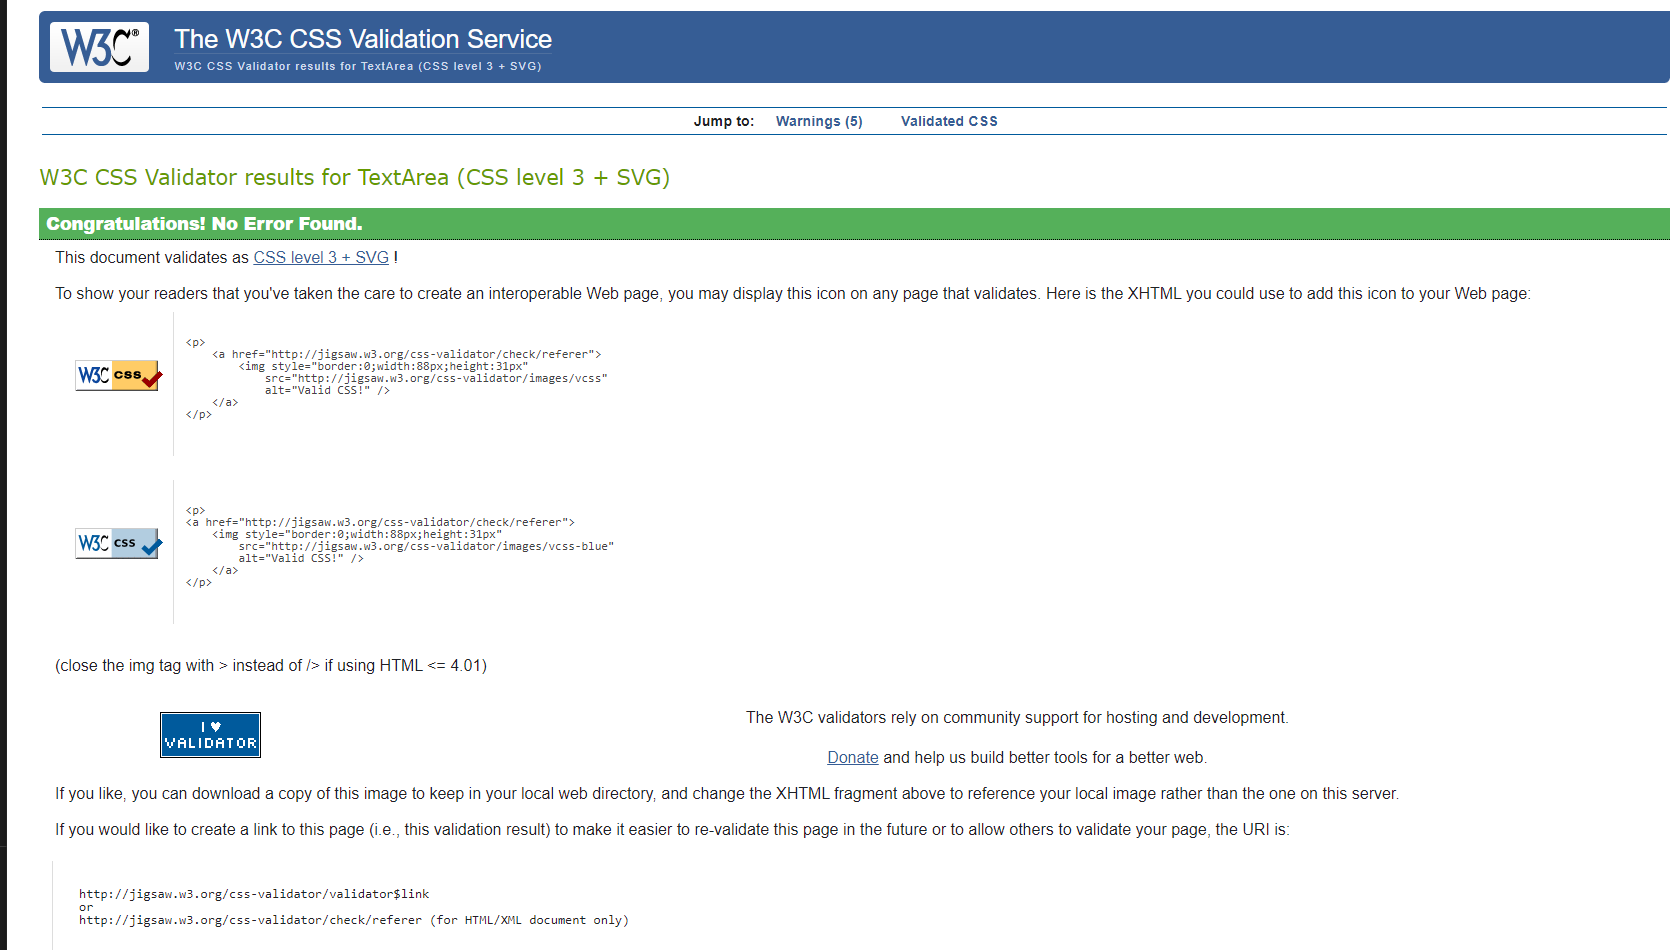 W3C®
The W3C CSS Validation Service
W3C CSS Validator results for TextArea (CSS level 3 + SVG)
Jump to: Warnings (5) Validated CSS
W3C CSS Validator results for TextArea (CSS level 3 + SVG)
Congratulations! No Error Found.
This document validates as CSS level 3 + SVG !
To show your readers that you've taken the care to create an interoperable Web page, you may display this icon on any page that validates. Here is the XHTML you could use to add this icon to your Web page:
W3C css
<p>
<a href="http://jigsaw.w3.org/css-validator/check/referer">
<img style="border:0;width:88px;height:31px"
src="http://jigsaw.w3.org/css-validator/images/vcss"
alt="Valid CSS!" />
</a>
</p>
W3C css
<p>
<a href="http://jigsaw.w3.org/css-validator/check/referer">
<img style="border:0;width:88px;height:31px"
src="http://jigsaw.w3.org/css-validator/images/vcss-blue"
alt="Valid CSS!" />
</a>
</p>
(close the img tag with > instead of /> if using HTML <= 4.01)
I ♥
VALIDATOR
The W3C validators rely on community support for hosting and development.
Donate and help us build better tools for a better web.
If you like, you can download a copy of this image to keep in your local web directory, and change the XHTML fragment above to reference your local image rather than the one on this server.
If you would like to create a link to this page (i.e., this validation result) to make it easier to re-validate this page in the future or to allow others to validate your page, the URI is:
http://jigsaw.w3.org/css-validator/validator$link
or
http://jigsaw.w3.org/css-validator/check/referer (for HTML/XML document only)